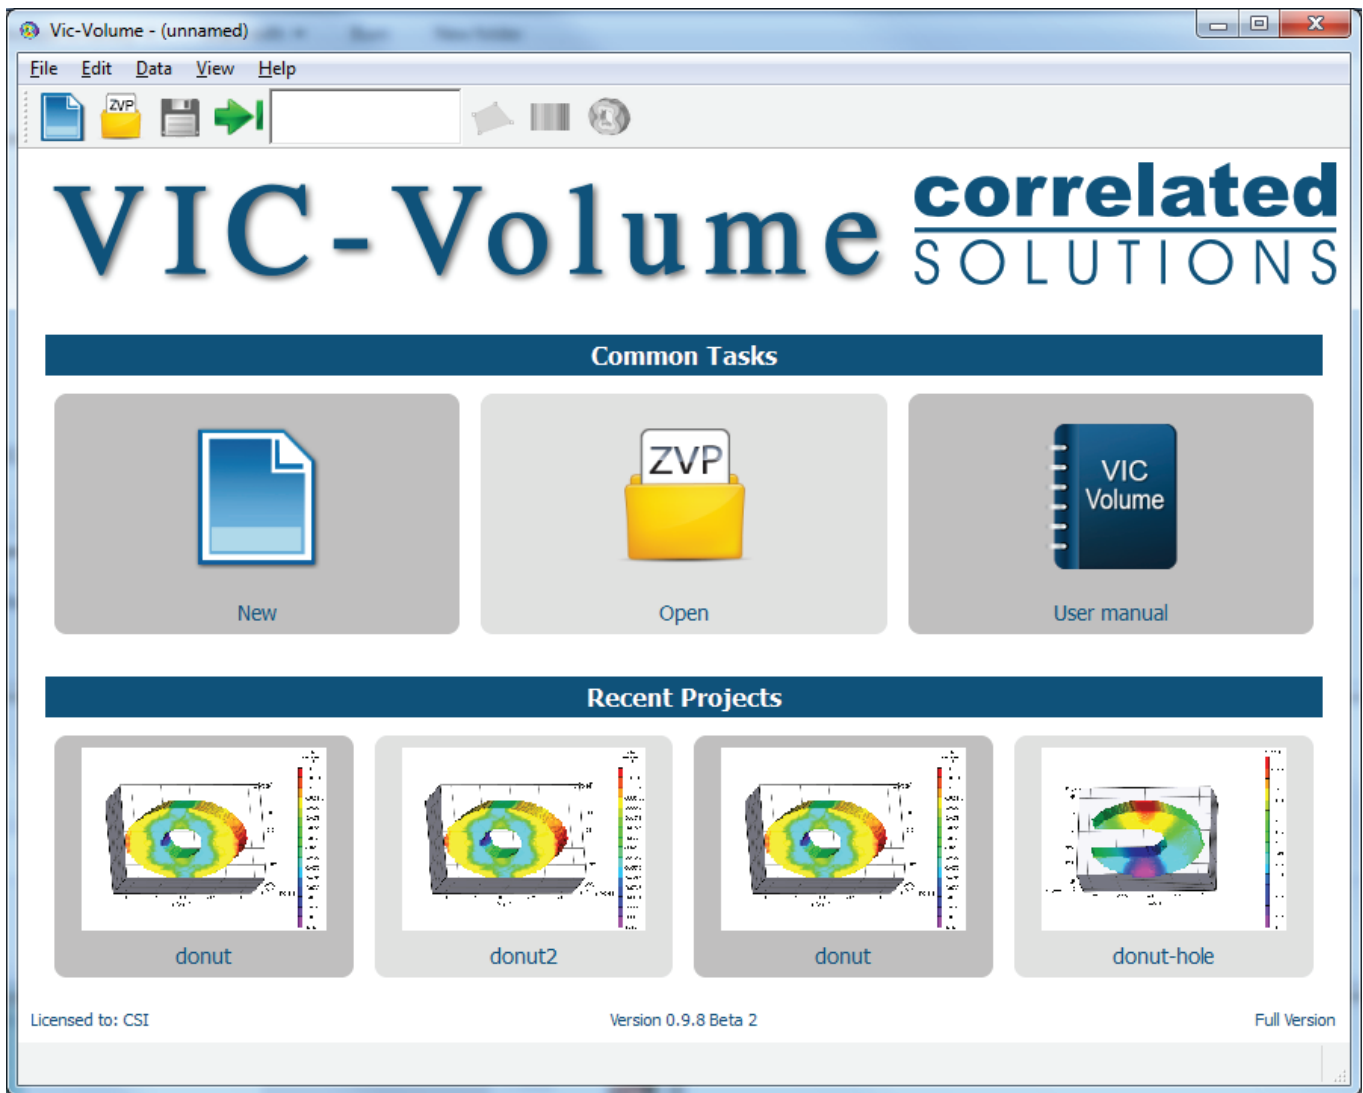 Vic-Volume - (unnamed)
File Edit Data View Help
ZVP
VIC-Volume
correlated
SOLUTIONS
Common Tasks
ZVP
VIC
Volume
New Open User manual
Recent Projects
donut donut2 donut donut-hole
Licensed to: CSI Version 0.9.8 Beta 2 Full Version